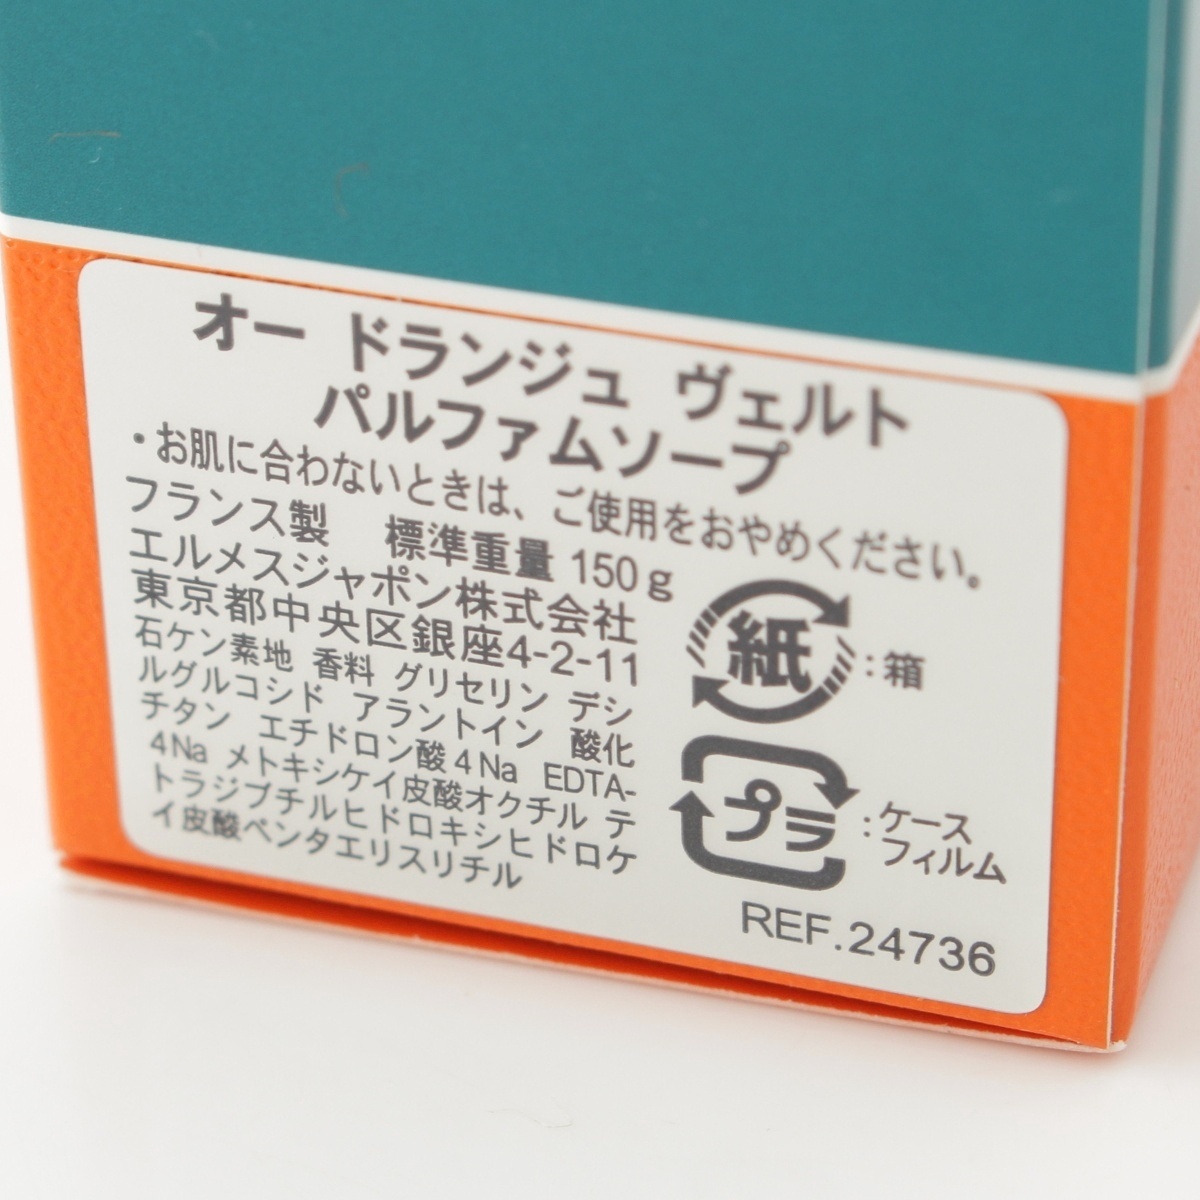 オー ドランジュ ヴェルト
パルファムソープ
・お肌に合わないときは、ご使用をおやめください。
フランス製 標準重量 150g
エルメスジャポン株式会社
東京都中央区銀座4-2-11
石ケン素地 香料 グリセリン デシ
ルグルコシド アラントイン 酸化
チタン エチドロン酸4Na EDTA-
4Na メトキシケイ皮酸オクチル テ
トラジブチルヒドロキシヒドロケ
イ皮酸ペンタエリスリチル
紙 :箱
プラ :ケース
フィルム
REF.24736